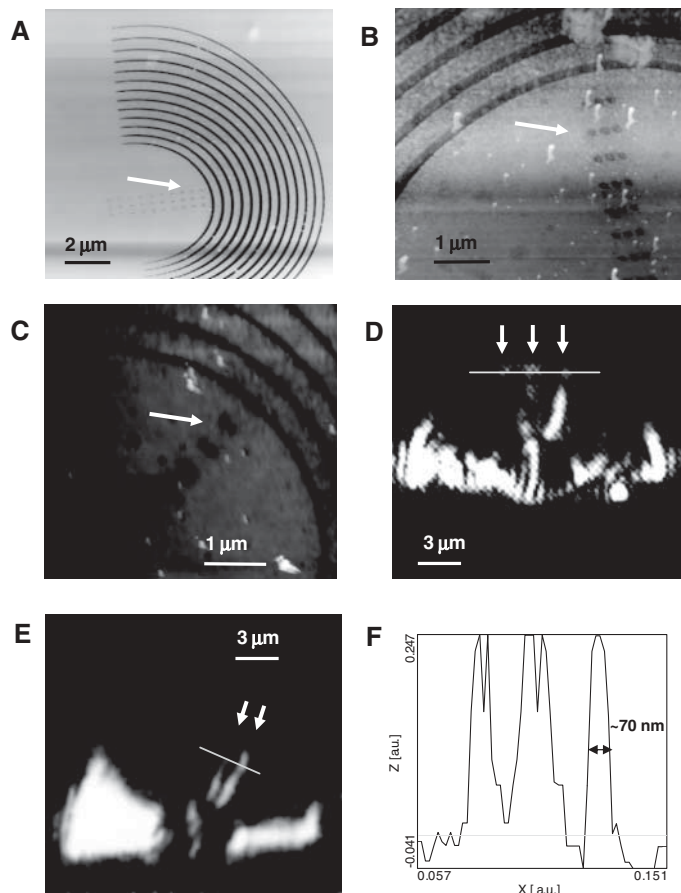 A
2 µm
B
1 µm
C
1 µm
D
3 µm
E
3 µm
F
0.247
Z [a.u.]
-0.041
~70 nm
0.057
0.151
X [a.u.]